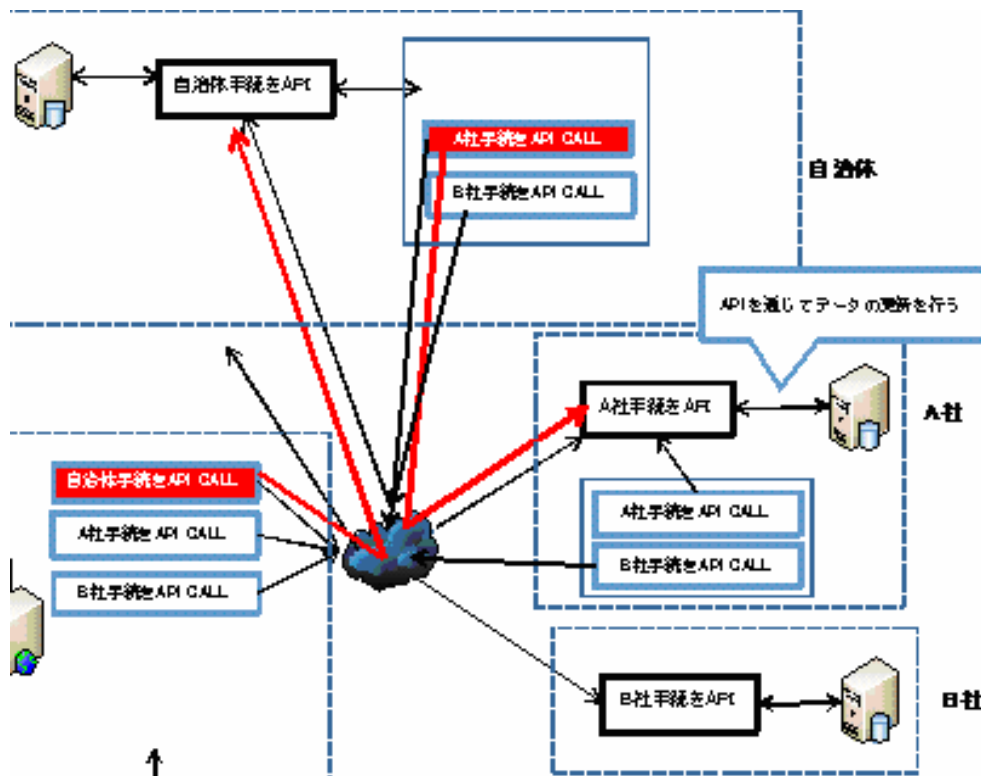 自治体手続きAPI
A社手続きAPI CALL
B社手続きAPI CALL
自治体
APIを通じてデータの更新を行う
A社手続きAPI
A社
自治体手続きAPI CALL
A社手続きAPI CALL
B社手続きAPI CALL
A社手続きAPI CALL
B社手続きAPI CALL
B社手続きAPI
B社